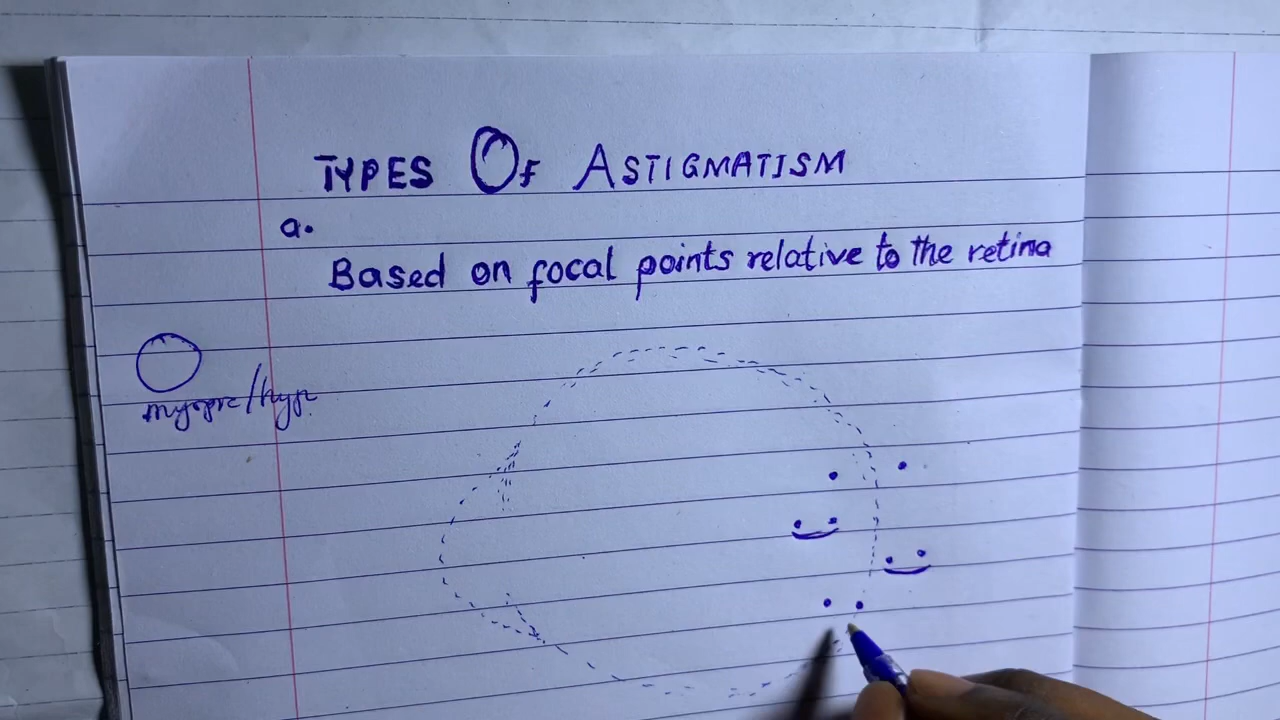 TYPES OF ASTIGMATISM
a.
Based on focal points relative to the retina